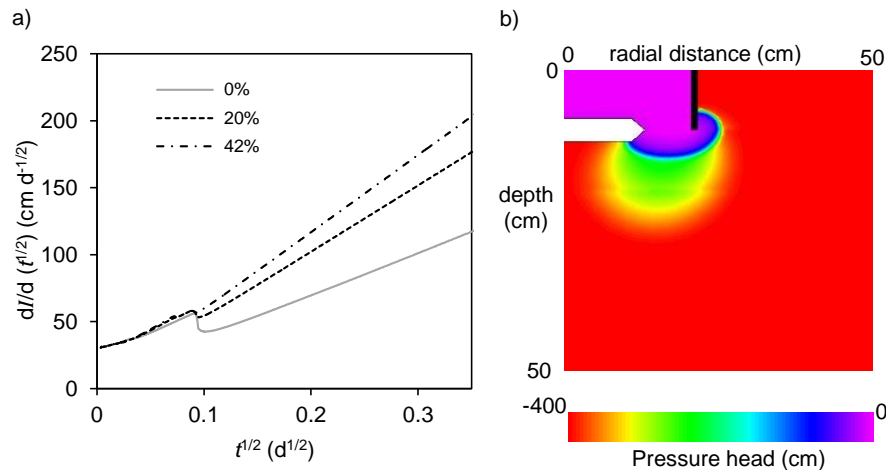 a)
250
200
150
100
50
0
dI/d (t^{1/2}) (cm d^{-1/2})
0%
20%
42%
0
0.1
0.2
0.3
t^{1/2} (d^{1/2})
b)
0
radial distance (cm)
50
0
depth
(cm)
50
-400
0
Pressure head (cm)